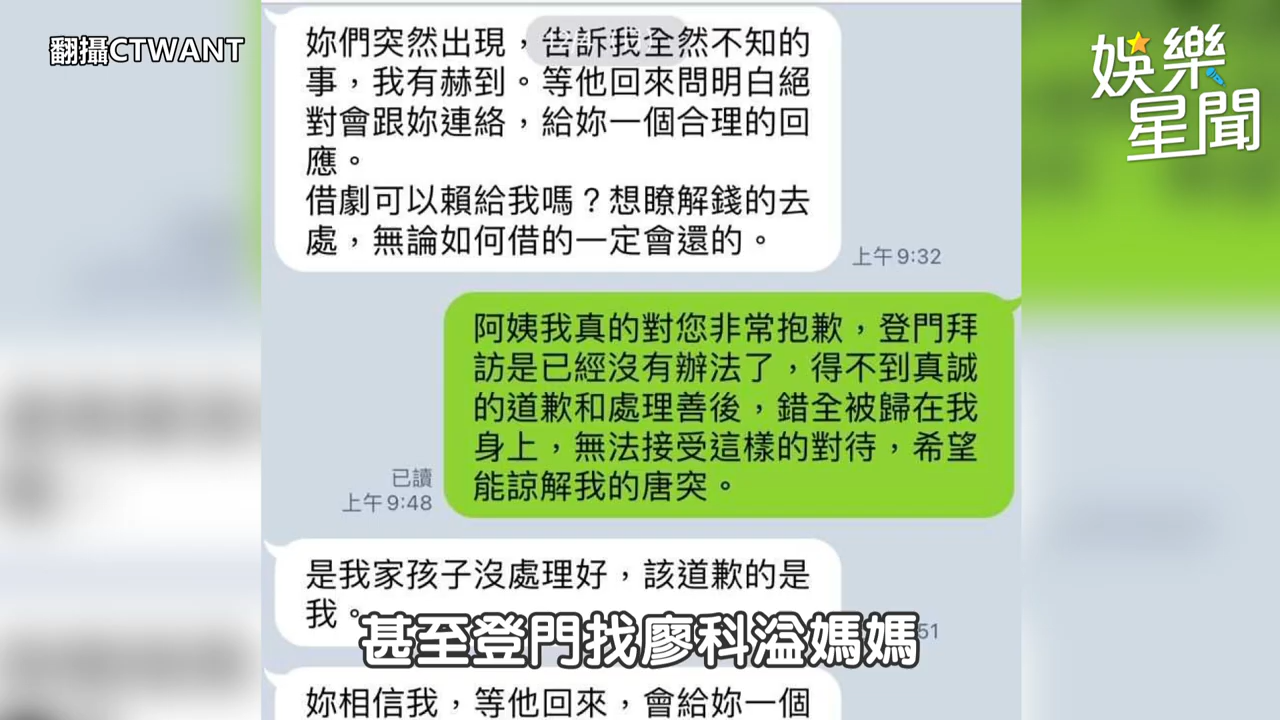 翻攝CTWANT
娛樂
星聞
妳們突然出現，告訴我全然不知的
事，我有赫到。等他回來問明白絕
對會跟妳連絡，給妳一個合理的回
應。
借劇可以賴給我嗎？想瞭解錢的去
處，無論如何借的一定會還的。
上午9:32
阿姨我真的對您非常抱歉，登門拜
訪是已經沒有辦法了，得不到真誠
的道歉和處理善後，錯全被歸在我
身上，無法接受這樣的對待，希望
能諒解我的唐突。
已讀
上午9:48
是我家孩子沒處理好，該道歉的是
我。
51
甚至登門找廖科溢媽媽
妳相信我，等他回來，會給妳一個